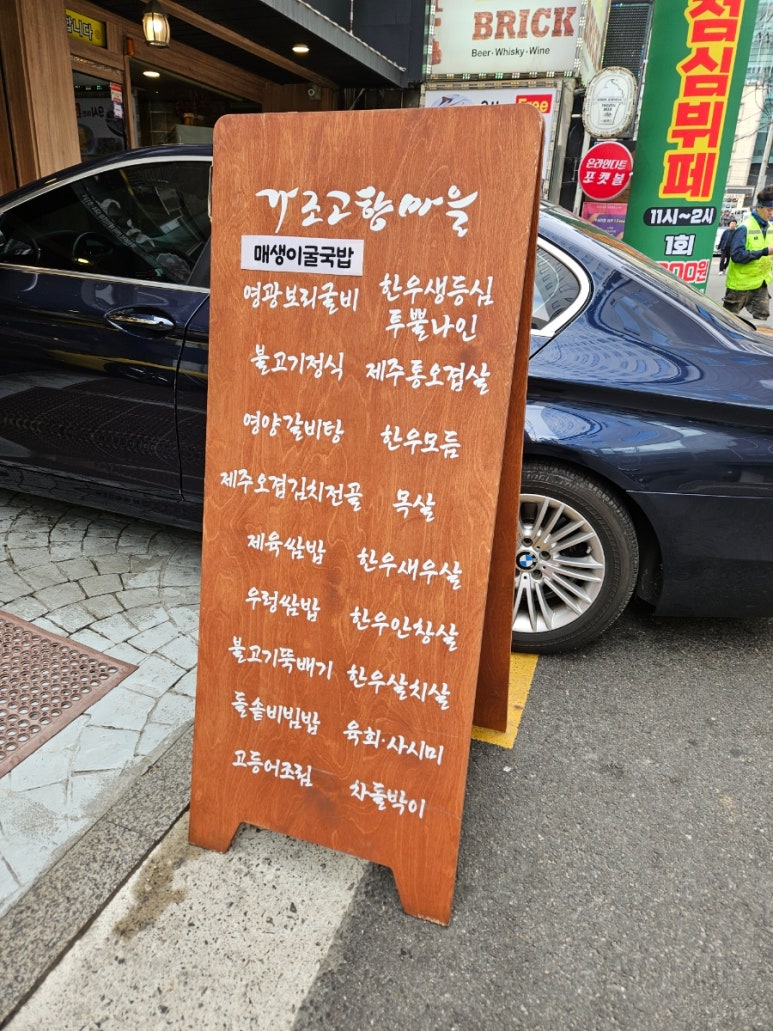 가조고향마을
매생이굴국밥
영광보리굴비
불고기정식
영양갈비탕
제주오겹김치전골
제육쌈밥
우렁쌈밥
불고기뚝배기
돌솥비빔밥
고등어조림
한우생등심
투뿔나인
제주통오겹살
한우모듬
목살
한우새우살
한우안창살
한우살치살
육회·사시미
차돌박이
BRICK
Beer·Whisky·Wine
Free
온라인다트
포켓볼
점심뷔페
11시~2시
1회
00원